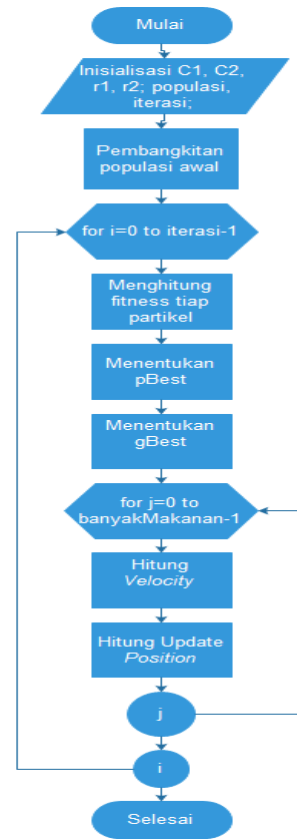 Mulai
Inisialisasi C1, C2,
r1, r2; populasi,
iterasi;
Pembangkitan
populasi awal
for i=0 to iterasi-1
Menghitung
fitness tiap
partikel
Menentukan
pBest
Menentukan
gBest
for j=0 to
banyakMakanan-1
Hitung
Velocity
Hitung Update
Position
j
i
Selesai